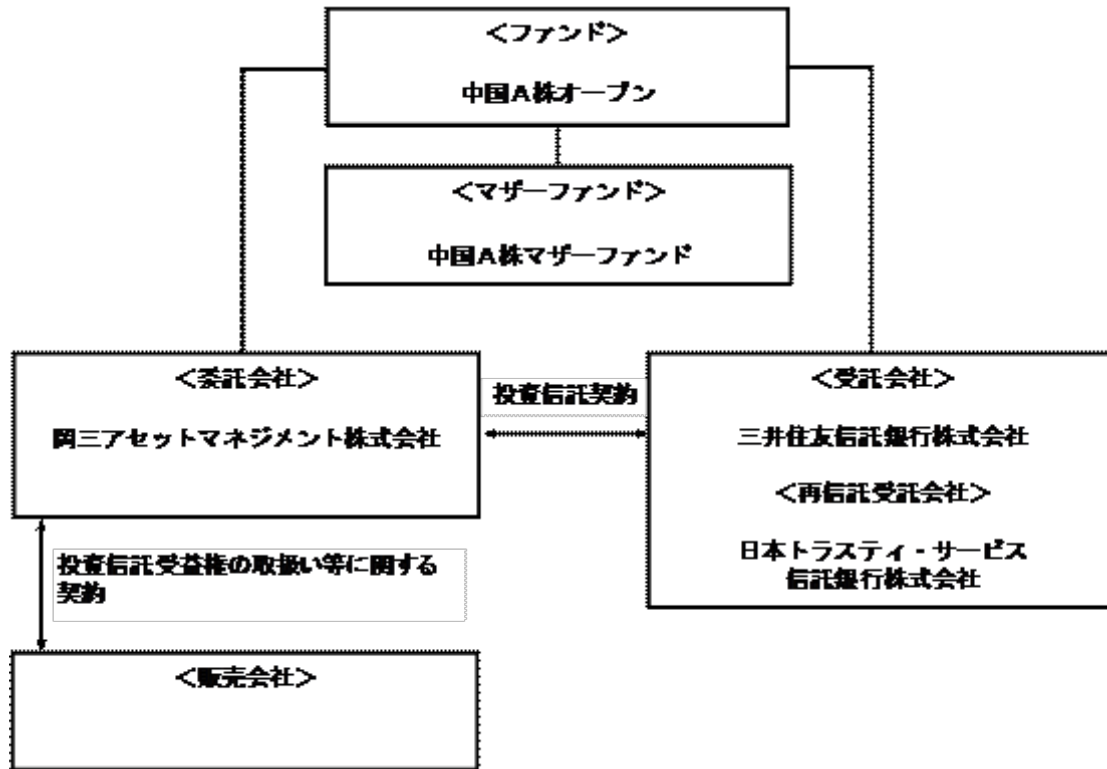 ＜ファンド＞
中国Ａ株オープン
＜マザーファンド＞
中国Ａ株マザーファンド
＜委託会社＞
岡三アセットマネジメント株式会社
投資信託契約
＜受託会社＞
三井住友信託銀行株式会社
＜再信託受託会社＞
日本トラスティ・サービス
信託銀行株式会社
投資信託受益権の取扱い等に関する
契約
＜販売会社＞